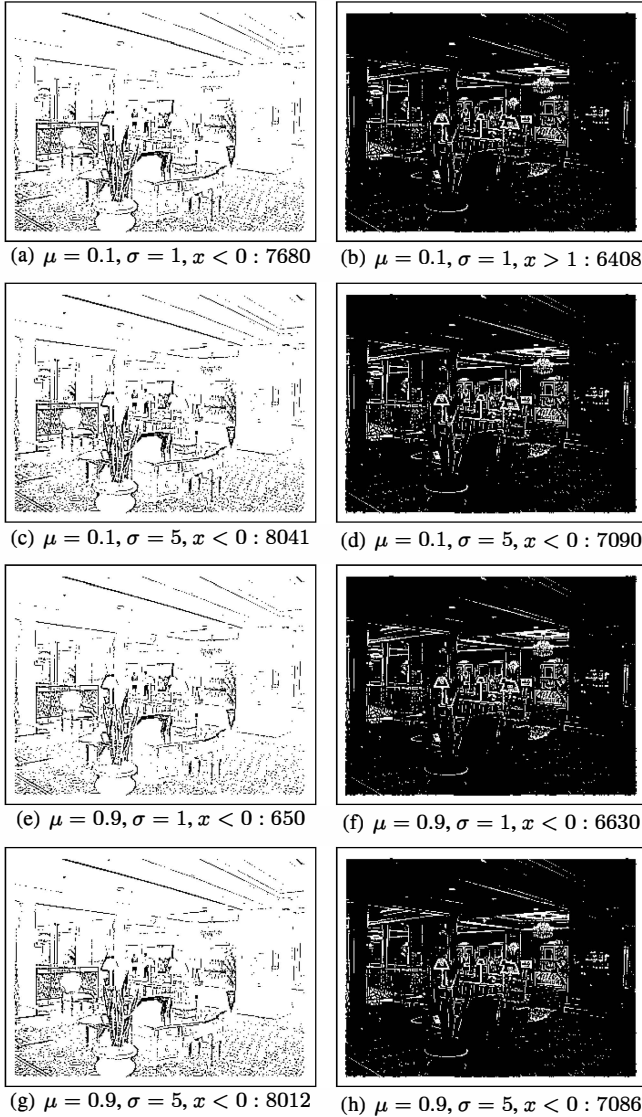 (a) μ = 0.1, σ = 1, x < 0 : 7680
(b) μ = 0.1, σ = 1, x > 1 : 6408
(c) μ = 0.1, σ = 5, x < 0 : 8041
(d) μ = 0.1, σ = 5, x < 0 : 7090
(e) μ = 0.9, σ = 1, x < 0 : 650
(f) μ = 0.9, σ = 1, x < 0 : 6630
(g) μ = 0.9, σ = 5, x < 0 : 8012
(h) μ = 0.9, σ = 5, x < 0 : 7086